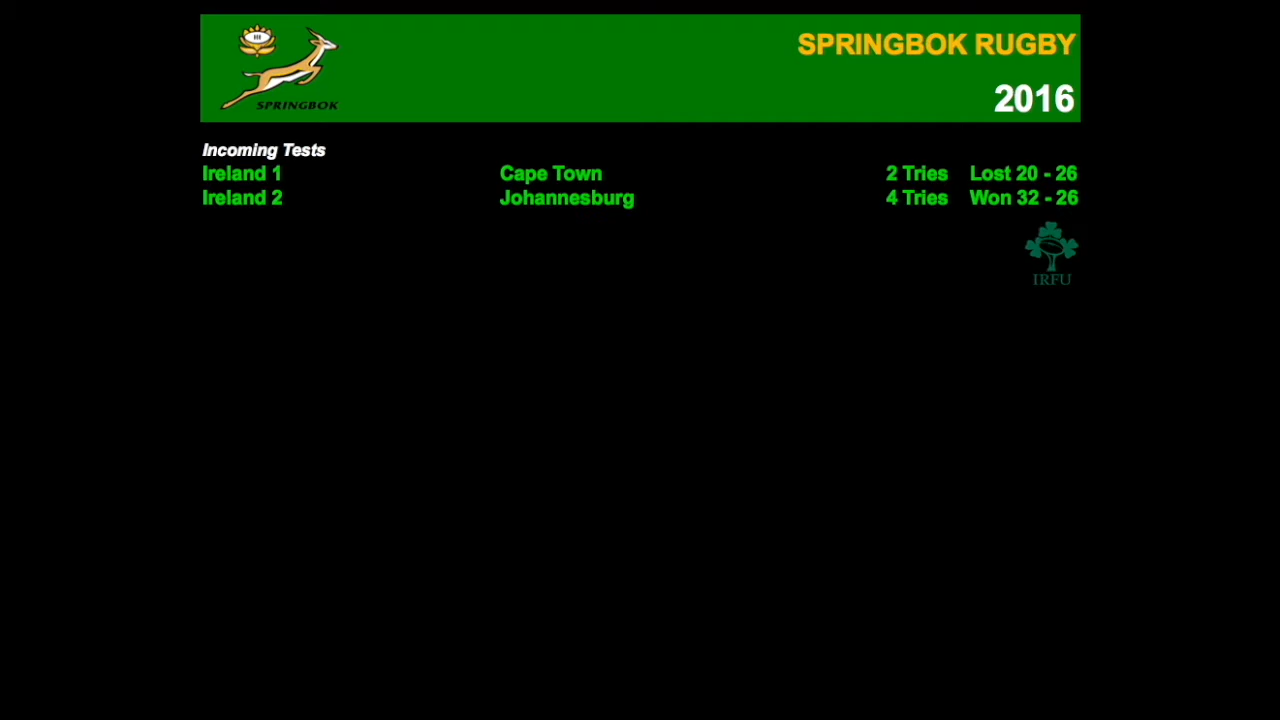 SPRINGBOK
SPRINGBOK RUGBY
2016
Incoming Tests
Ireland 1 Cape Town 2 Tries Lost 20 - 26
Ireland 2 Johannesburg 4 Tries Won 32 - 26
IRFU